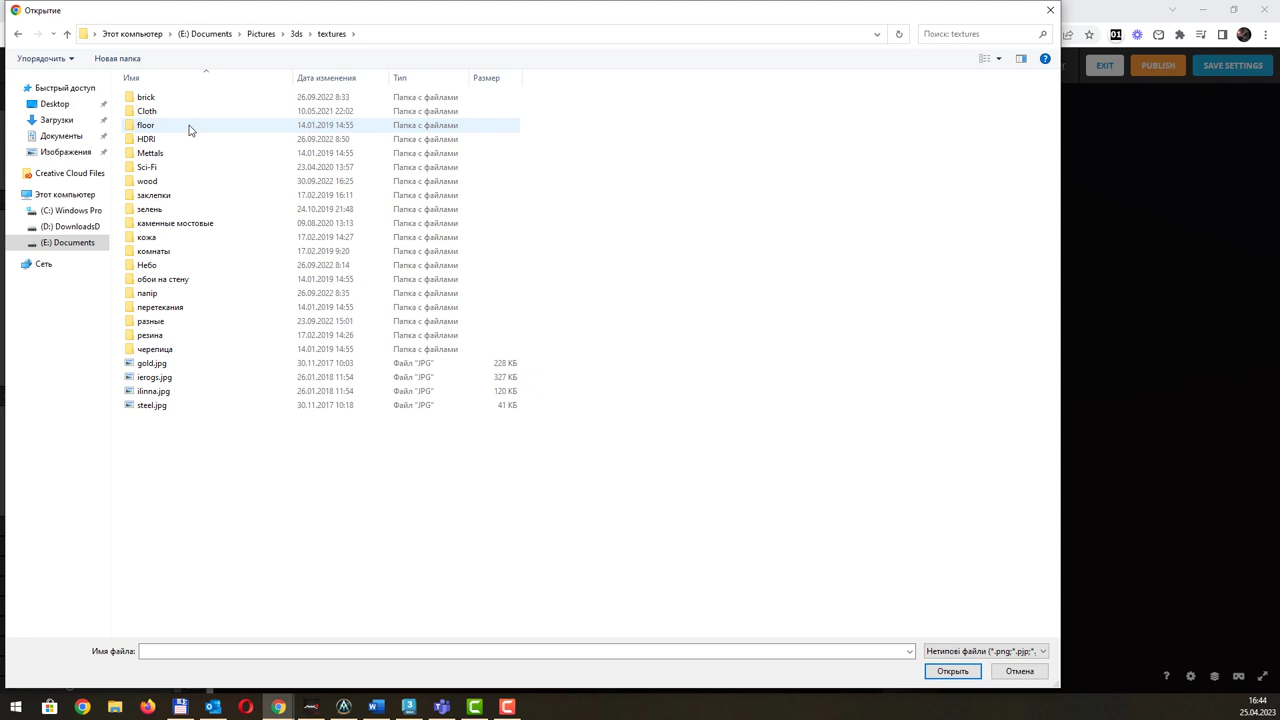 Открытие
Этот компьютер
(E:) Documents
Pictures
3ds
textures
Поиск: textures
Упорядочить
Новая папка
EXIT
PUBLISH
SAVE SETTINGS
Имя
Дата изменения
Тип
Размер
Быстрый доступ
Desktop
Загрузки
Документы
Изображения
Creative Cloud Files
Этот компьютер
(C:) Windows Pro
(D:) DownloadsD
(E:) Documents
Сеть
brick 26.09.2022 8:33 Папка с файлами
Cloth 10.05.2021 22:02 Папка с файлами
floor 14.01.2019 14:55 Папка с файлами
HDRI 26.09.2022 8:50 Папка с файлами
Mettals 14.01.2019 14:55 Папка с файлами
Sci-Fi 23.04.2020 13:57 Папка с файлами
wood 30.09.2022 16:25 Папка с файлами
заклепки 17.02.2019 16:11 Папка с файлами
зелень 24.10.2019 21:48 Папка с файлами
каменные мостовые 09.08.2020 13:13 Папка с файлами
кожа 17.02.2019 14:27 Папка с файлами
комнаты 17.02.2019 9:20 Папка с файлами
Небо 26.09.2022 8:14 Папка с файлами
обои на стену 14.01.2019 14:55 Папка с файлами
папір 26.09.2022 8:35 Папка с файлами
перетекания 14.01.2019 14:55 Папка с файлами
разные 23.09.2022 15:01 Папка с файлами
резина 17.02.2019 14:26 Папка с файлами
черепица 14.01.2019 14:55 Папка с файлами
gold.jpg 30.11.2017 10:03 Файл "JPG" 228 КБ
ierogs.jpg 26.01.2018 11:54 Файл "JPG" 327 КБ
ilinna.jpg 26.01.2018 11:54 Файл "JPG" 120 КБ
steel.jpg 30.11.2017 10:18 Файл "JPG" 41 КБ
Имя файла:
Нетипові файли (*.png;*.pjp;*.
Открыть
Отмена
16:44
25.04.2023